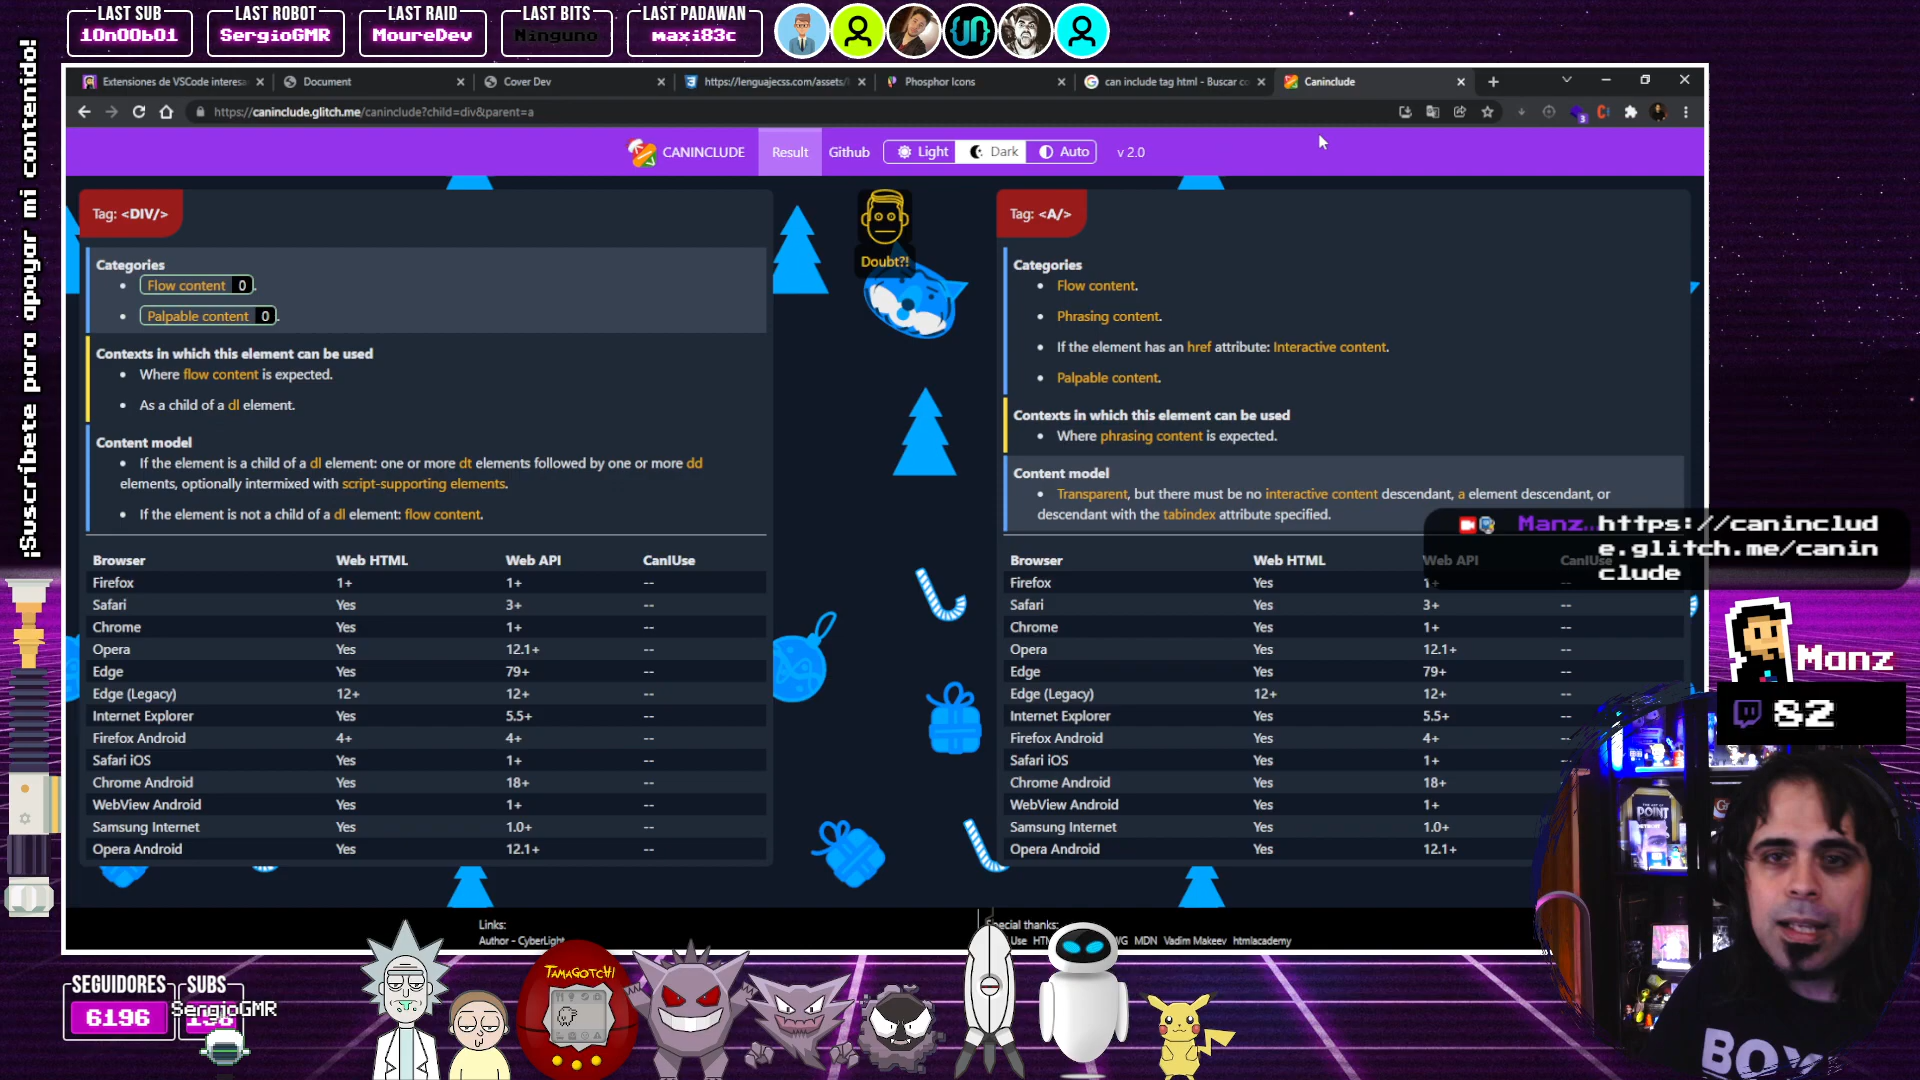 LAST SUB
10n00b01
LAST ROBOT
SergioGMR
LAST RAID
MoureDev
LAST BITS
Ninguno
LAST PADAWAN
maxi83c
¡Suscríbete para apoyar mi contenido!
Extensiones de VSCode interesa
Document
Cover Dev
https://lenguajecss.com/assets/
Phosphor Icons
can include tag html - Buscar co
Caninclude
https://caninclude.glitch.me/caninclude?child=div&parent=a
3
CANINCLUDE
Result
Github
Light
Dark
Auto
v 2.0
Tag: <DIV/>
Categories
Flow content 0.
Palpable content 0.
Contexts in which this element can be used
Where flow content is expected.
As a child of a dl element.
Content model
If the element is a child of a dl element: one or more dt elements followed by one or more dd
elements, optionally intermixed with script-supporting elements.
If the element is not a child of a dl element: flow content.
Browser Web HTML Web API CanIUse
Firefox 1+ 1+ --
Safari Yes 3+ --
Chrome Yes 1+ --
Opera Yes 12.1+ --
Edge Yes 79+ --
Edge (Legacy) 12+ 12+ --
Internet Explorer Yes 5.5+ --
Firefox Android 4+ 4+ --
Safari iOS Yes 1+ --
Chrome Android Yes 18+ --
WebView Android Yes 1+ --
Samsung Internet Yes 1.0+ --
Opera Android Yes 12.1+ --
Doubt?!
Tag: <A/>
Categories
Flow content.
Phrasing content.
If the element has an href attribute: Interactive content.
Palpable content.
Contexts in which this element can be used
Where phrasing content is expected.
Content model
Transparent, but there must be no interactive content descendant, a element descendant, or
descendant with the tabindex attribute specified.
Browser Web HTML Web API CanIUse
Firefox Yes 1+
Safari Yes 3+ --
Chrome Yes 1+ --
Opera Yes 12.1+ --
Edge Yes 79+ --
Edge (Legacy) 12+ 12+ --
Internet Explorer Yes 5.5+ --
Firefox Android Yes 4+ --
Safari iOS Yes 1+ --
Chrome Android Yes 18+
WebView Android Yes 1+
Samsung Internet Yes 1.0+
Opera Android Yes 12.1+
Manz... https://caninclud
e.glitch.me/canin
clude
Manz
82
POINT
Links:
Author - CyberLight
Special thanks:
Use MDN Vadim Makeev htmlacademy
SEGUIDORES
6196
SUBS
SergioGMR
TAMAGOTCHI
BOX